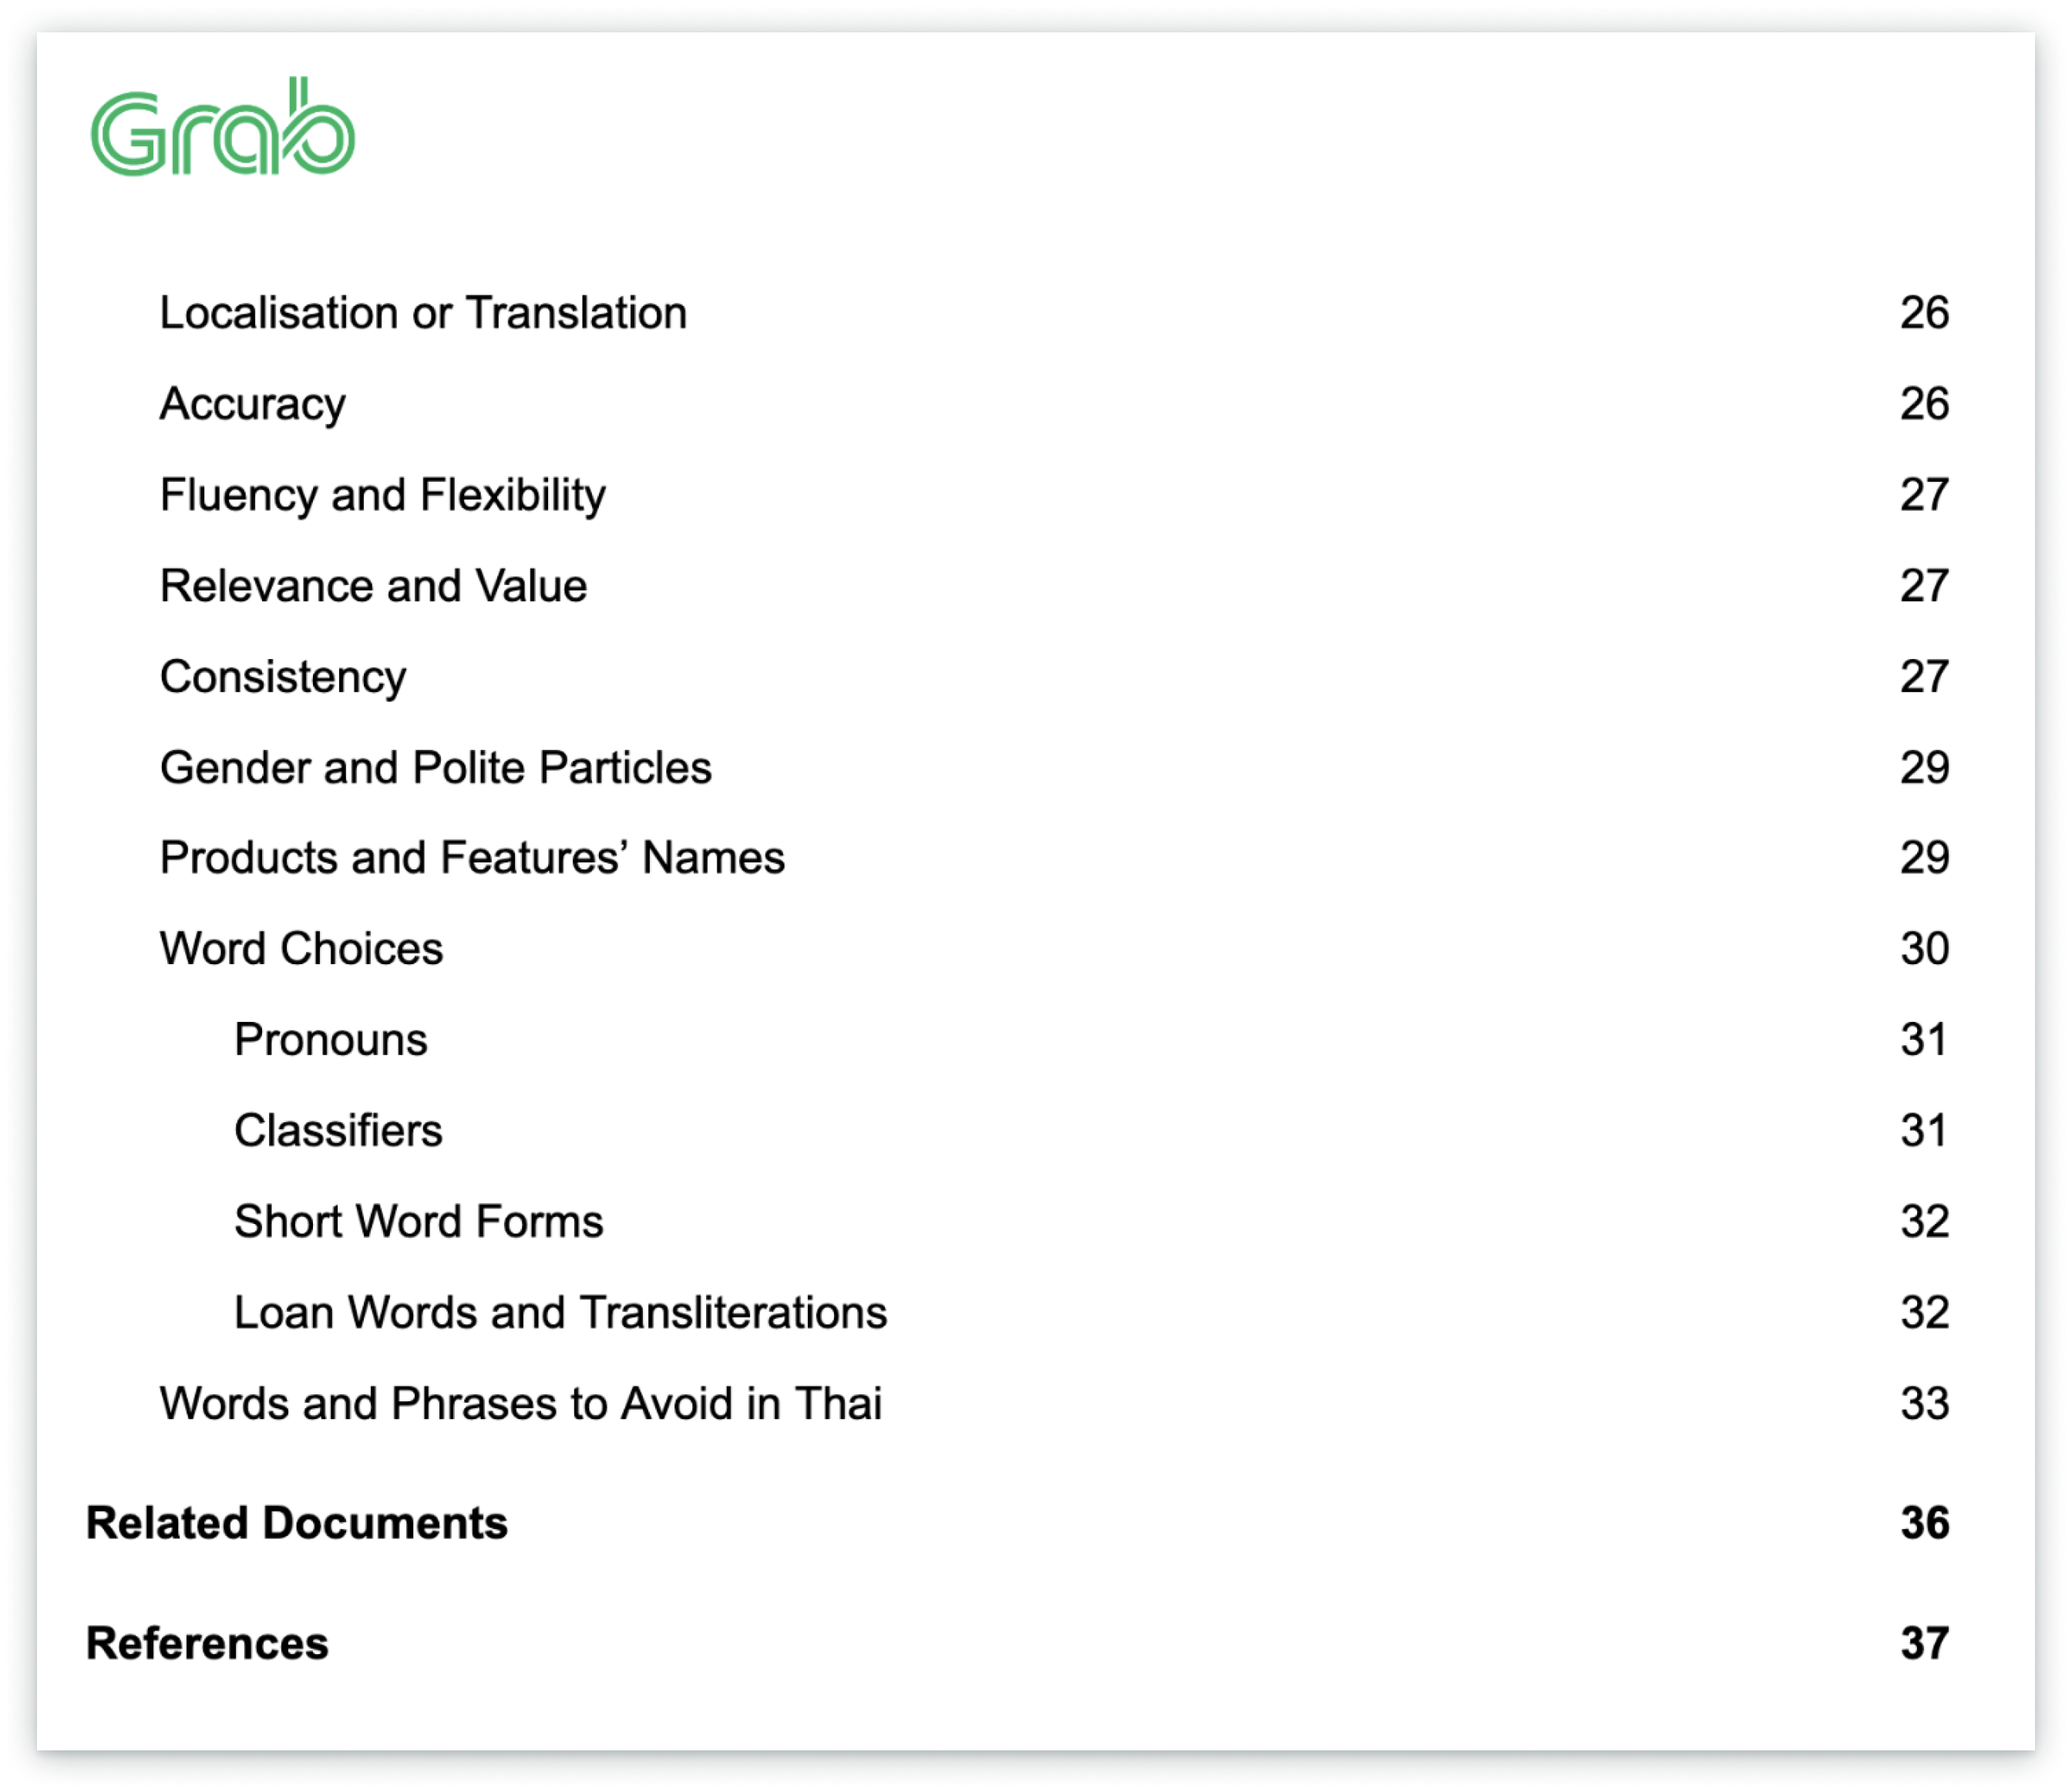 Grab
Localisation or Translation 26
Accuracy 26
Fluency and Flexibility 27
Relevance and Value 27
Consistency 27
Gender and Polite Particles 29
Products and Features’ Names 29
Word Choices 30
Pronouns 31
Classifiers 31
Short Word Forms 32
Loan Words and Transliterations 32
Words and Phrases to Avoid in Thai 33
Related Documents 36
References 37